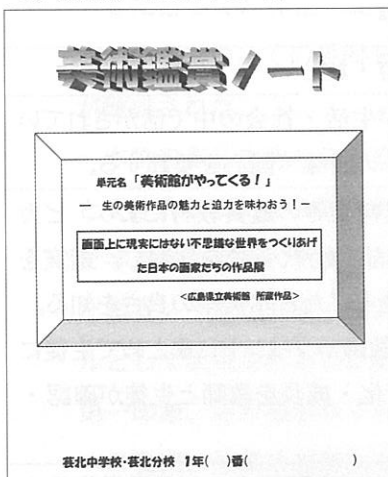 美術鑑賞ノート
単元名 「美術館がやってくる！」
― 生の美術作品の魅力と迫力を味わおう！―
画面上に現実にはない不思議な世界をつくりあげ
た日本の画家たちの作品展
＜広島県立美術館 所蔵作品＞
芸北中学校・芸北分校 1年( )番( )